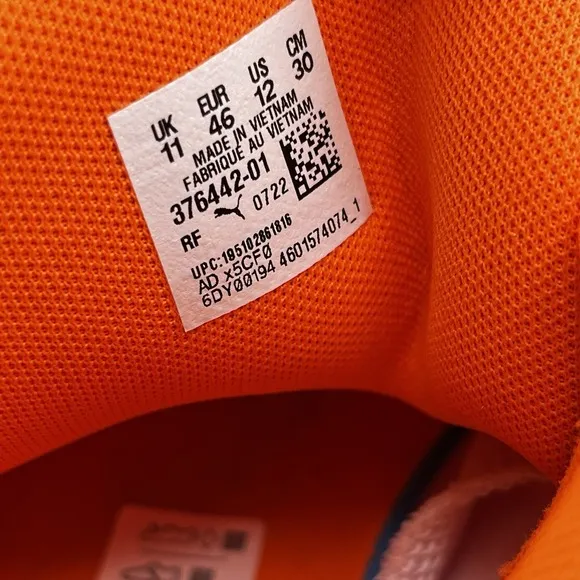 UK EUR US CM
11 46 12 30
MADE IN VIETNAM
FABRIQUE AU VIETNAM
376442-01
RF 0722
UPC:195102861816
AD x5CF0
6DY00194 4601574074_1